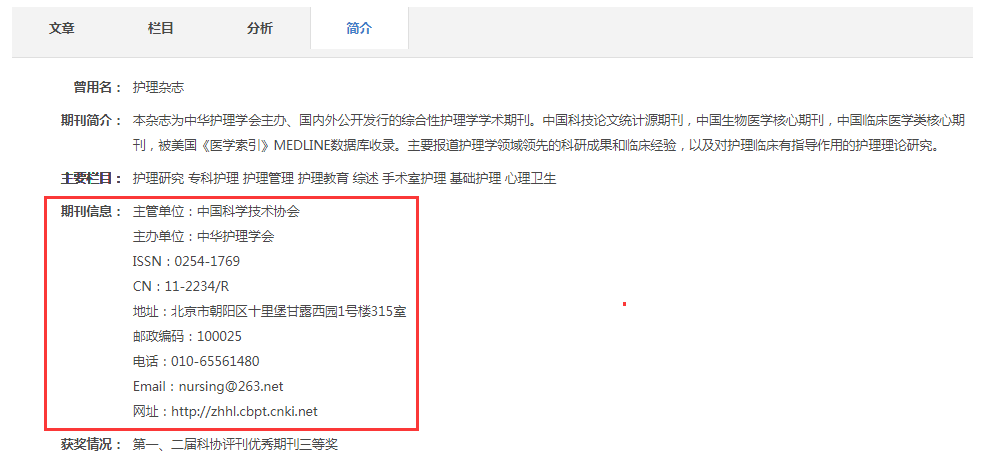 文章 栏目 分析 简介
曾用名： 护理杂志
期刊简介： 本杂志为中华护理学会主办、国内外公开发行的综合性护理学学术期刊。中国科技论文统计源期刊，中国生物医学核心期刊，中国临床医学类核心期
刊，被美国《医学索引》MEDLINE数据库收录。主要报道护理学领域领先的科研成果和临床经验，以及对护理临床有指导作用的护理理论研究。
主要栏目： 护理研究 专科护理 护理管理 护理教育 综述 手术室护理 基础护理 心理卫生
期刊信息： 主管单位：中国科学技术协会
主办单位：中华护理学会
ISSN：0254-1769
CN：11-2234/R
地址：北京市朝阳区十里堡甘露西园1号楼315室
邮政编码：100025
电话：010-65561480
Email：nursing@263.net
网址：http://zhhl.cbpt.cnki.net
获奖情况： 第一、二届科协评刊优秀期刊三等奖